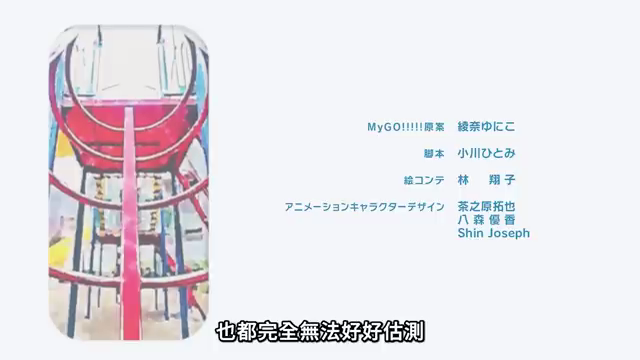 MyGO!!!!!原案 綾奈ゆにこ
脚本 小川ひとみ
絵コンテ 林 翔子
アニメーションキャラクターデザイン 茶之原拓也
八森優香
Shin Joseph
也都完全無法好好估測